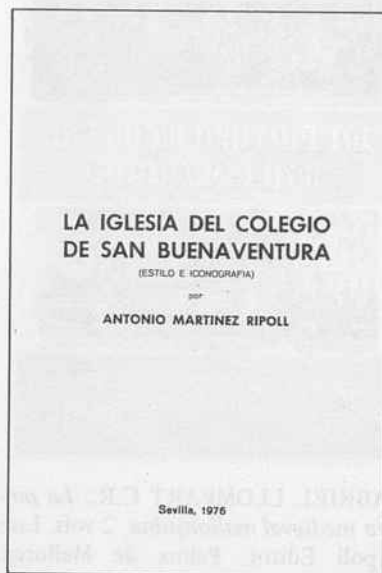 LA IGLESIA DEL COLEGIO
DE SAN BUENAVENTURA
(ESTILO E ICONOGRAFIA)
por
ANTONIO MARTINEZ RIPOLL
Sevilla, 1976